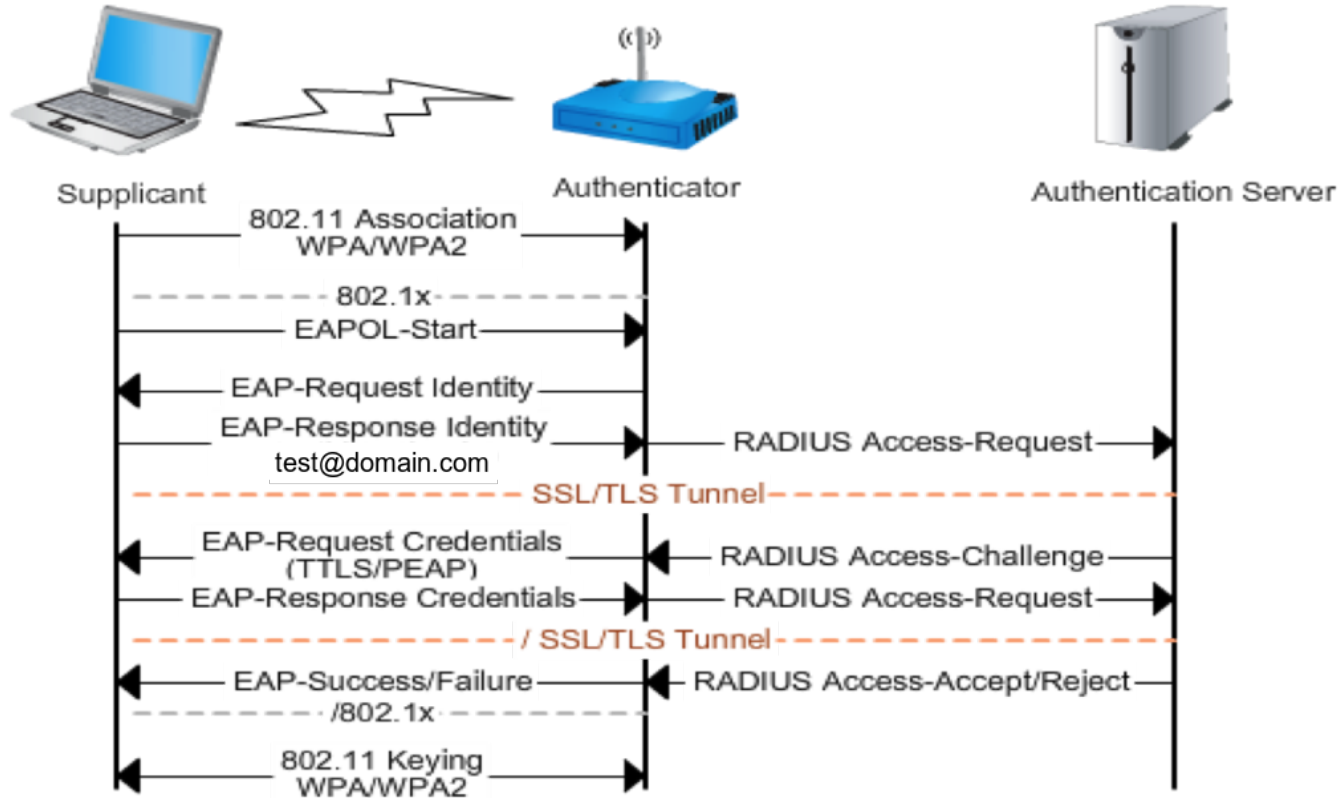 Supplicant
Authenticator
Authentication Server
802.11 Association
WPA/WPA2
802.1x
EAPOL-Start
EAP-Request Identity
EAP-Response Identity
RADIUS Access-Request
test@domain.com
SSL/TLS Tunnel
EAP-Request Credentials
(TTLS/PEAP)
RADIUS Access-Challenge
EAP-Response Credentials
RADIUS Access-Request
/ SSL/TLS Tunnel
EAP-Success/Failure
RADIUS Access-Accept/Reject
/802.1x
802.11 Keying
WPA/WPA2